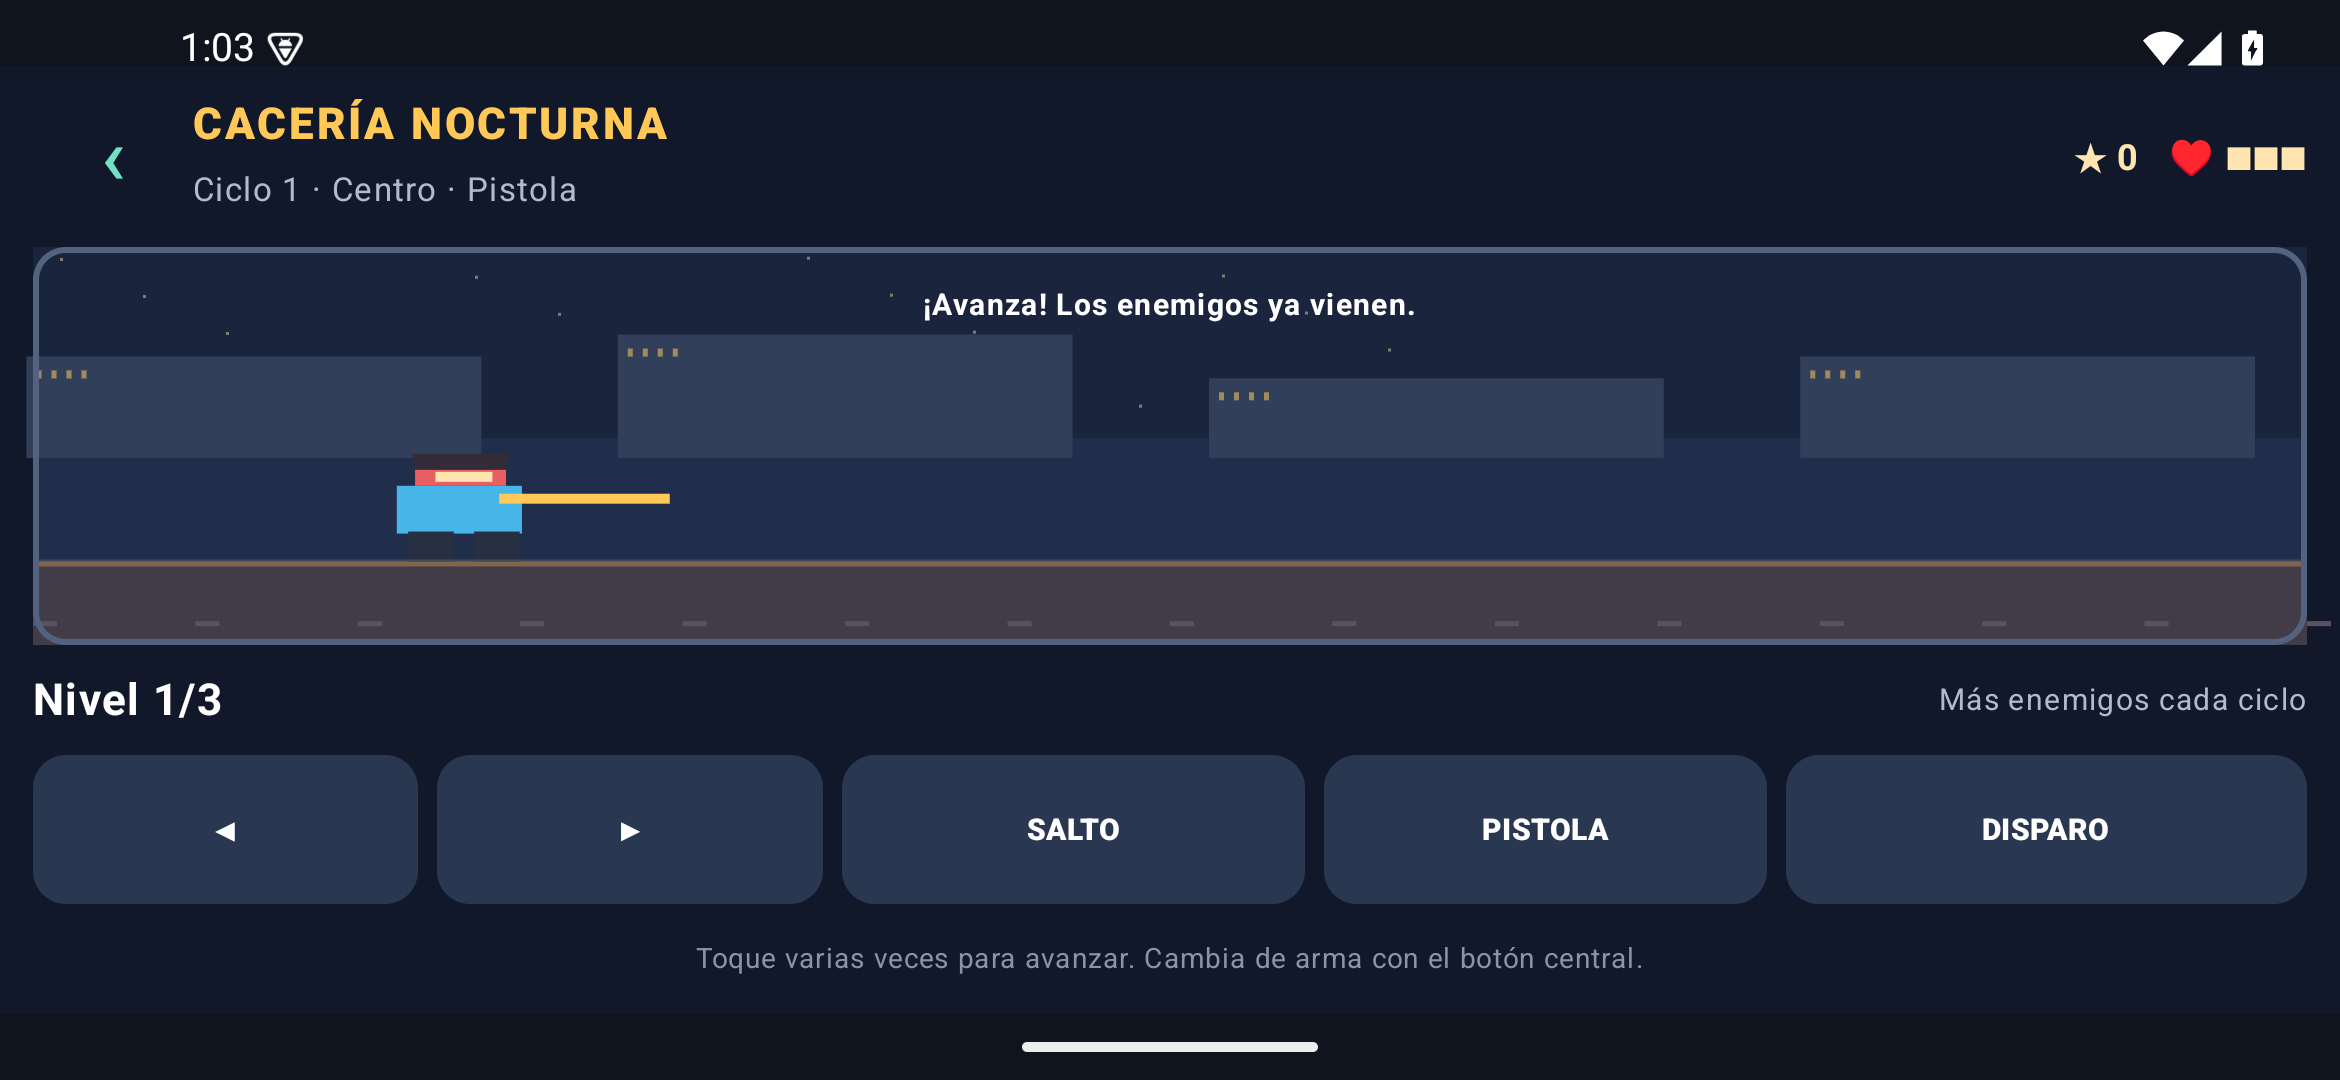 1:03
CACERÍA NOCTURNA
Ciclo 1 · Centro · Pistola
★ 0 ❤️ ■■■
¡Avanza! Los enemigos ya vienen.
Nivel 1/3
Más enemigos cada ciclo
◀ ▶ SALTO PISTOLA DISPARO
Toque varias veces para avanzar. Cambia de arma con el botón central.